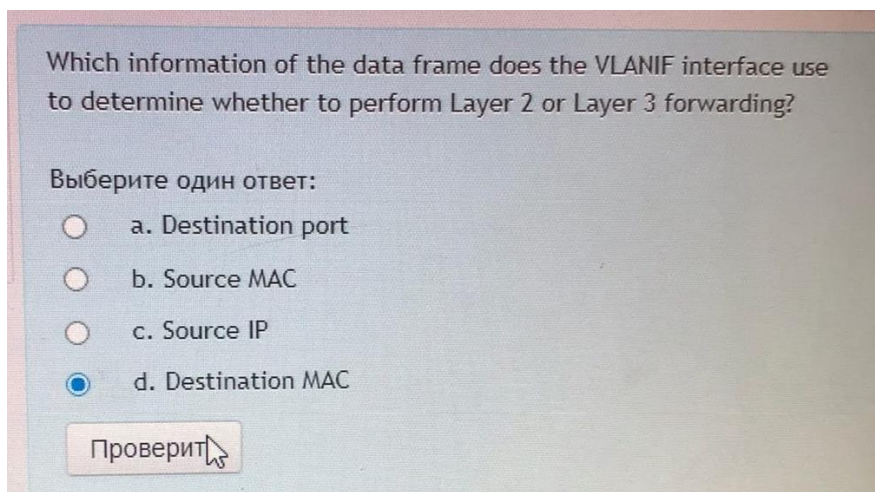 Which information of the data frame does the VLANIF interface use
to determine whether to perform Layer 2 or Layer 3 forwarding?
Выберите один ответ:
a. Destination port
b. Source MAC
c. Source IP
d. Destination MAC
Проверить